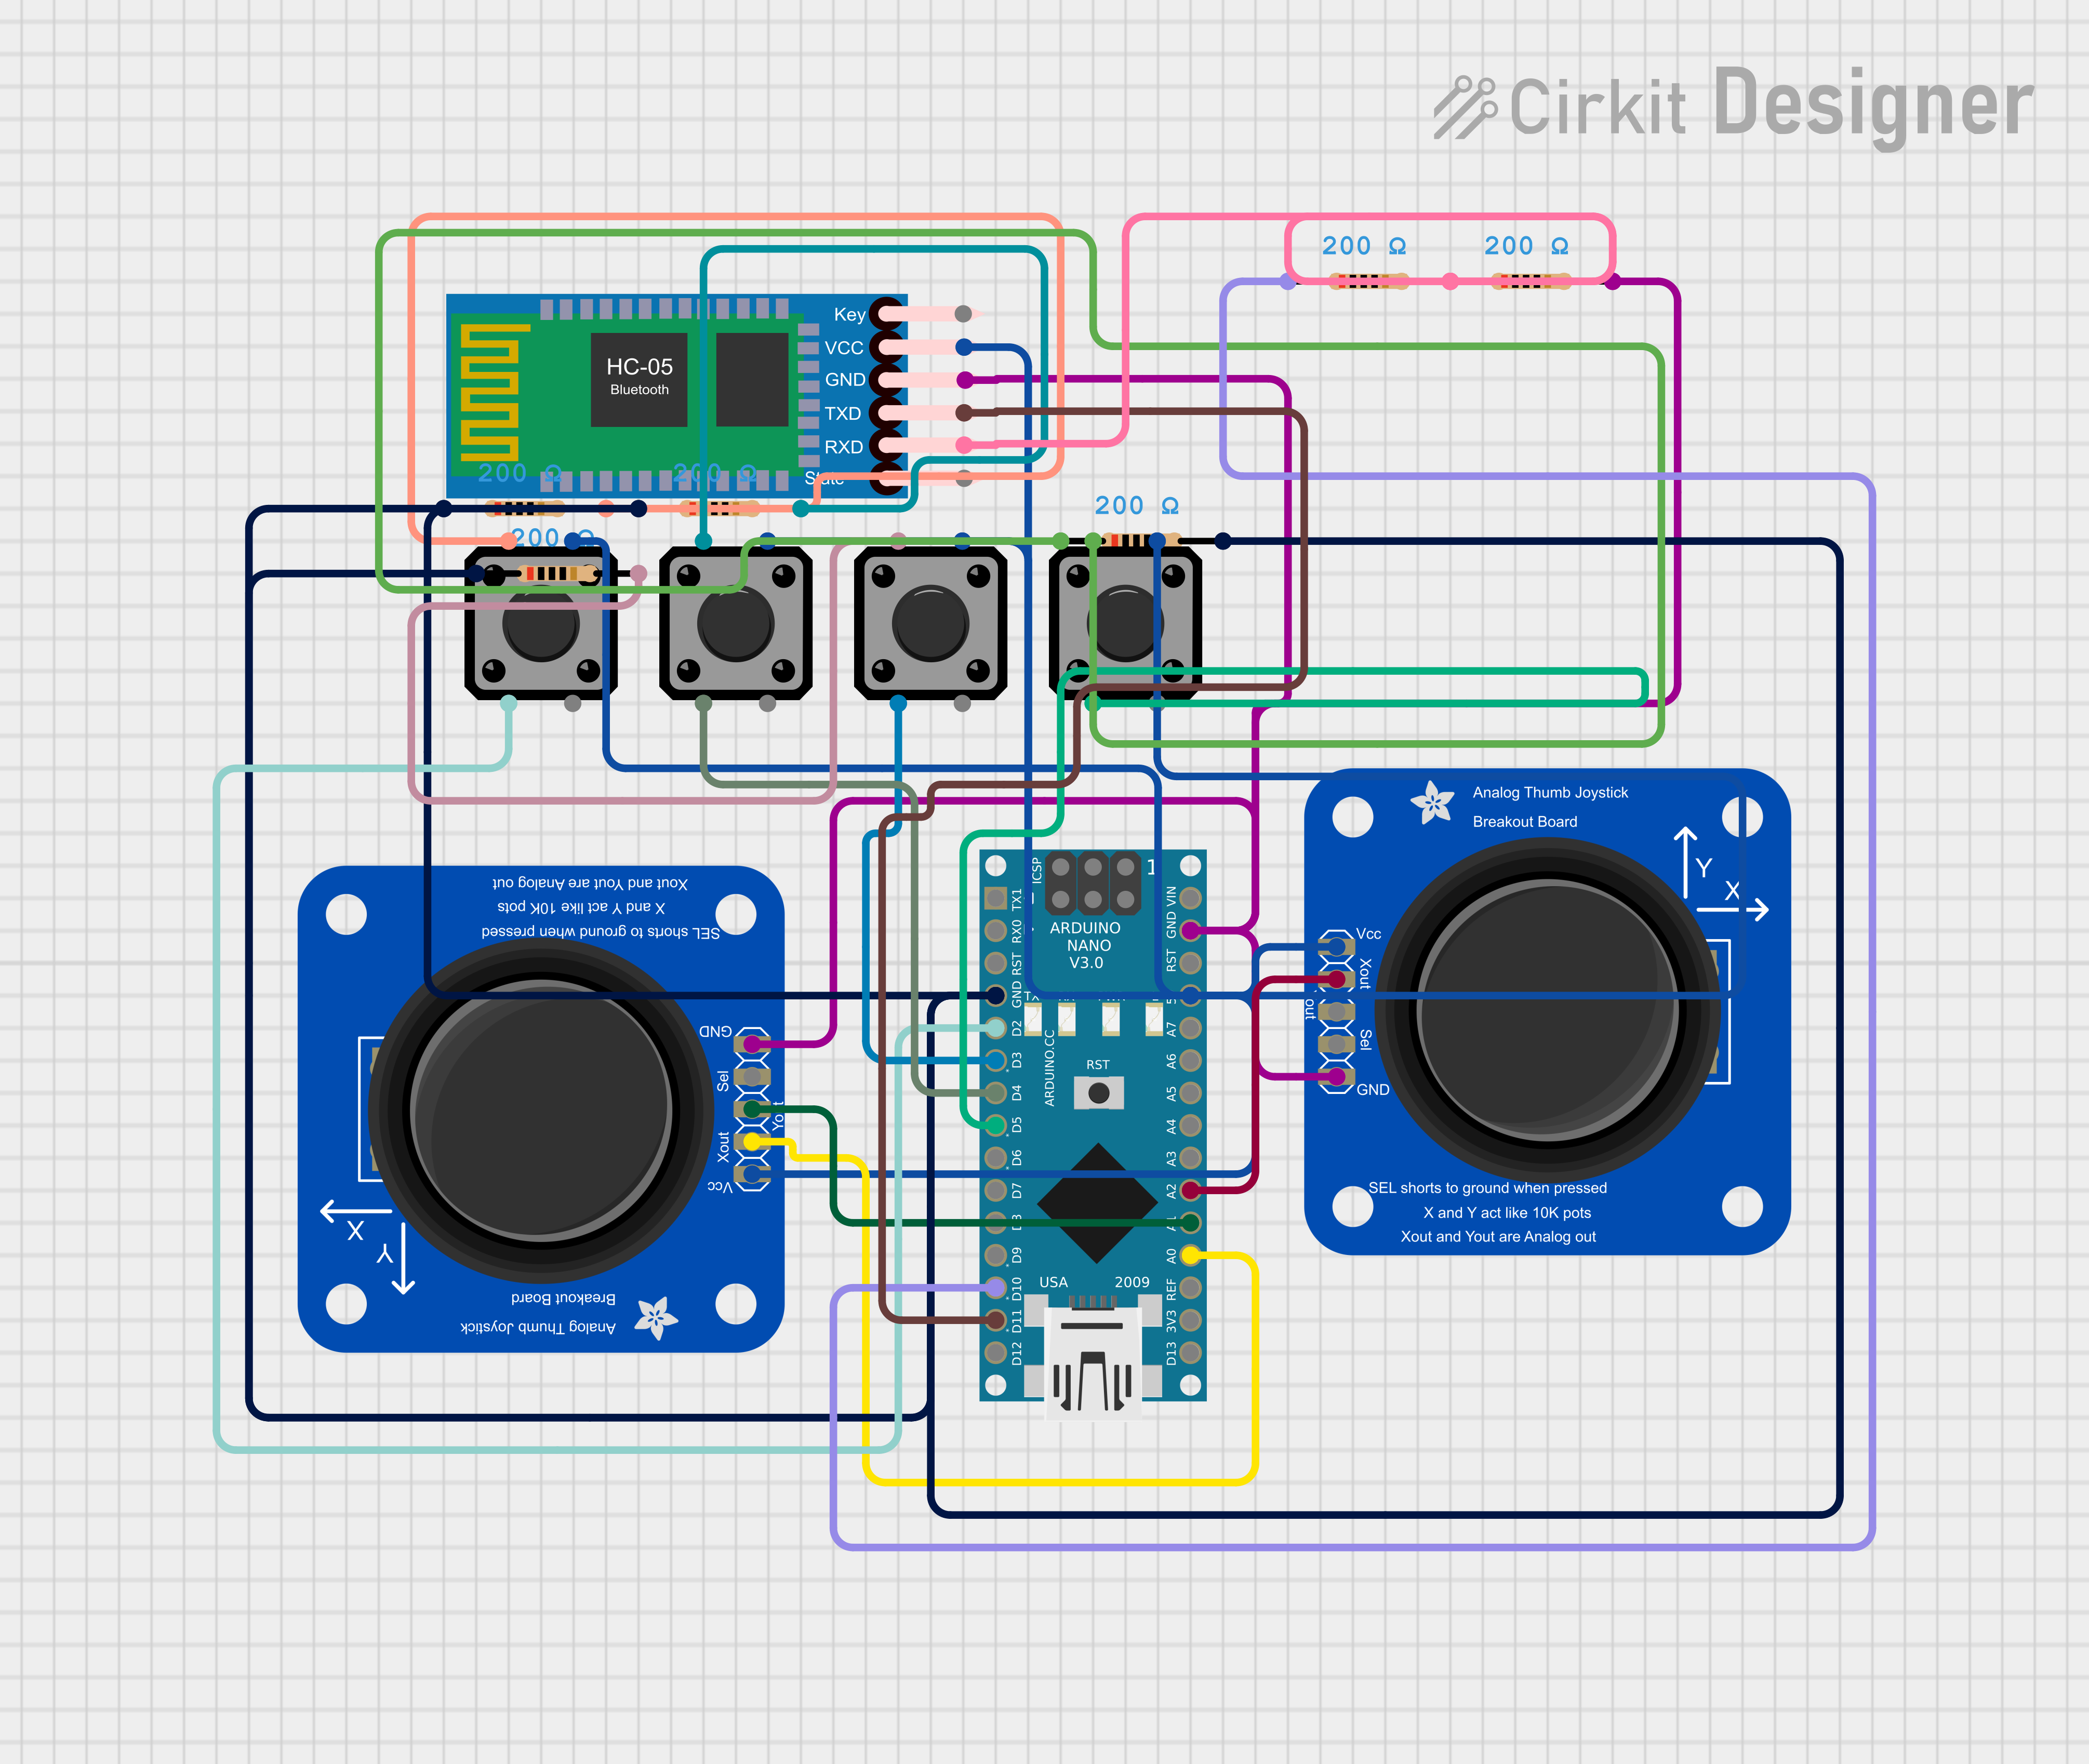 Cirkit Designer
200 Ω
200 Ω
Key
VCC
GND
TXD
RXD
State
HC-05
Bluetooth
200 Ω
200 Ω
200 Ω
200 Ω
Analog Thumb Joystick
Breakout Board
Y
X
Vcc
Xout
Sel
GND
SEL shorts to ground when pressed
X and Y act like 10K pots
Xout and Yout are Analog out
Xout and Yout are Analog out
X and Y act like 10K pots
SEL shorts to ground when pressed
GND
Sel
Yout
Xout
Vcc
X
Y
Breakout Board
Analog Thumb Joystick
ICSP
1
ARDUINO
NANO
V3.0
TX1
RX0
RST
GND
D2
D3
D4
D5
D6
D7
D9
D10
D11
D12
VIN
GND
RST
A7
A6
A5
A4
A3
A2
A0
REF
3V3
D13
ARDUINO.CC
RST
USA
2009